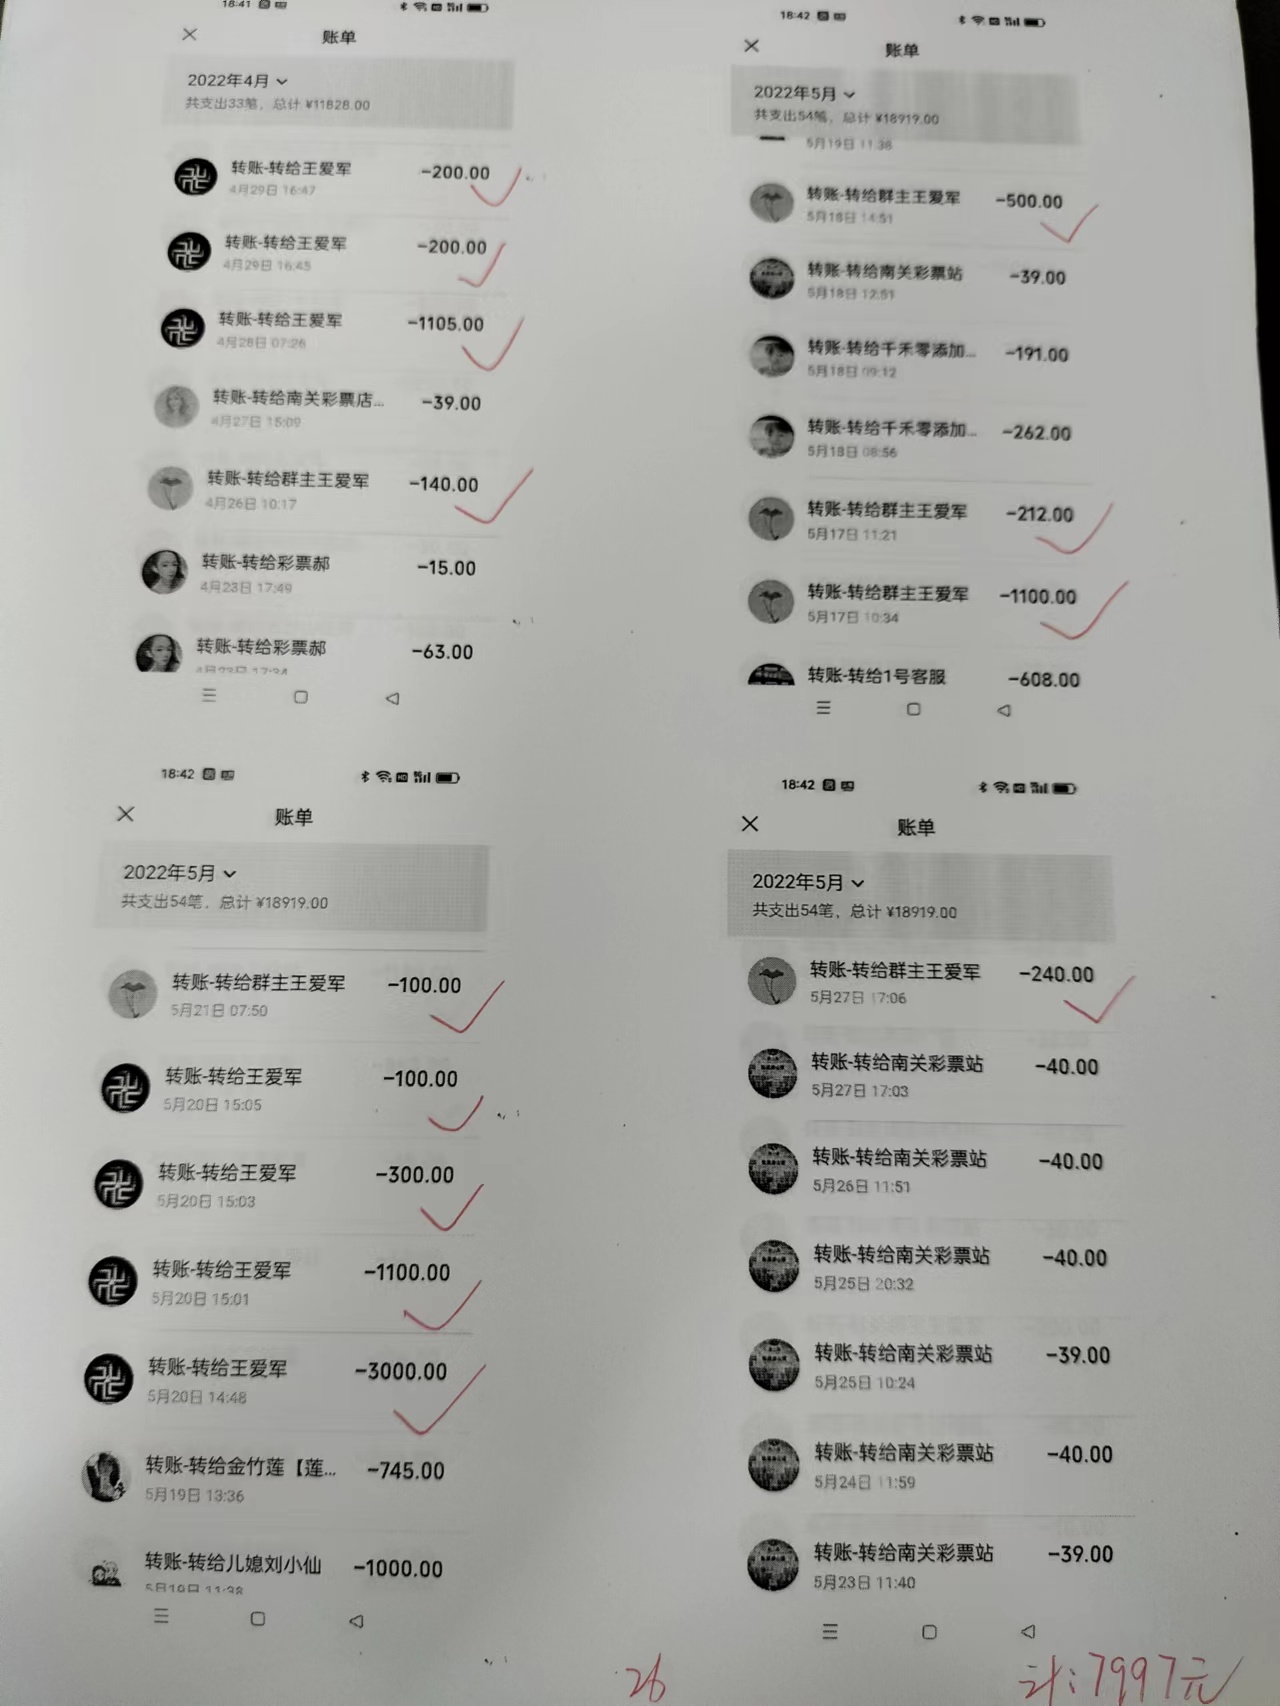 18:41
账单
2022年4月
共支出33笔，总计 ¥11828.00
转账-转给王爱军 -200.00
4月29日 16:47
转账-转给王爱军 -200.00
4月29日 16:45
转账-转给王爱军 -1105.00
4月28日 07:26
转账-转给南关彩票店... -39.00
4月27日 15:09
转账-转给群主王爱军 -140.00
4月26日 10:17
转账-转给彩票郝 -15.00
4月23日 17:49
转账-转给彩票郝 -63.00
4月23日 17:34
18:42
账单
2022年5月
共支出54笔，总计 ¥18919.00
5月19日 11:38
转账-转给群主王爱军 -500.00
5月18日 14:51
转账-转给南关彩票站 -39.00
5月18日 12:51
转账-转给千禾零添加... -191.00
5月18日 09:12
转账-转给千禾零添加... -262.00
5月18日 08:56
转账-转给群主王爱军 -212.00
5月17日 11:21
转账-转给群主王爱军 -1100.00
5月17日 10:34
转账-转给1号客服 -608.00
18:42
账单
2022年5月
共支出54笔，总计 ¥18919.00
转账-转给群主王爱军 -100.00
5月21日 07:50
转账-转给王爱军 -100.00
5月20日 15:05
转账-转给王爱军 -300.00
5月20日 15:03
转账-转给王爱军 -1100.00
5月20日 15:01
转账-转给王爱军 -3000.00
5月20日 14:48
转账-转给金竹莲【莲... -745.00
5月19日 13:36
转账-转给儿媳刘小仙 -1000.00
5月19日 11:38
18:42
账单
2022年5月
共支出54笔，总计 ¥18919.00
转账-转给群主王爱军 -240.00
5月27日 17:06
转账-转给南关彩票站 -40.00
5月27日 17:03
转账-转给南关彩票站 -40.00
5月26日 11:51
转账-转给南关彩票站 -40.00
5月25日 20:32
转账-转给南关彩票站 -39.00
5月25日 10:24
转账-转给南关彩票站 -40.00
5月24日 11:59
转账-转给南关彩票站 -39.00
5月23日 11:40
26
计：7997元